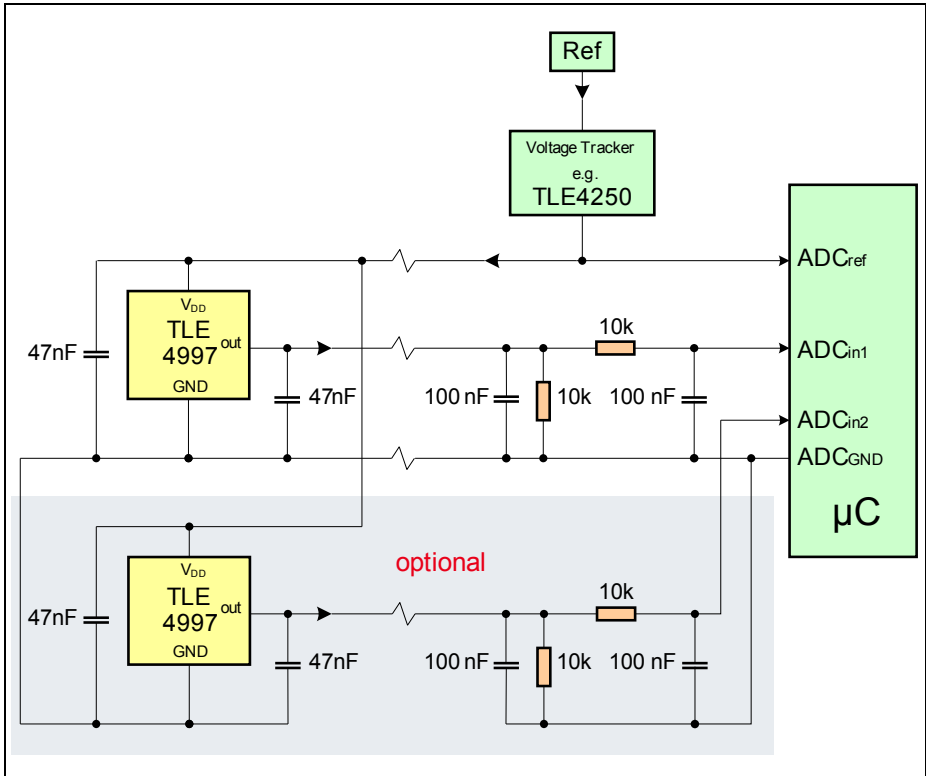 Ref
Voltage Tracker
e.g.
TLE4250
ADCref
VDD
TLE
4997
out
GND
47nF
47nF
100 nF
10k
10k
100 nF
ADCin1
ADCin2
ADCGND
µC
optional
VDD
TLE
4997
out
GND
47nF
47nF
100 nF
10k
10k
100 nF